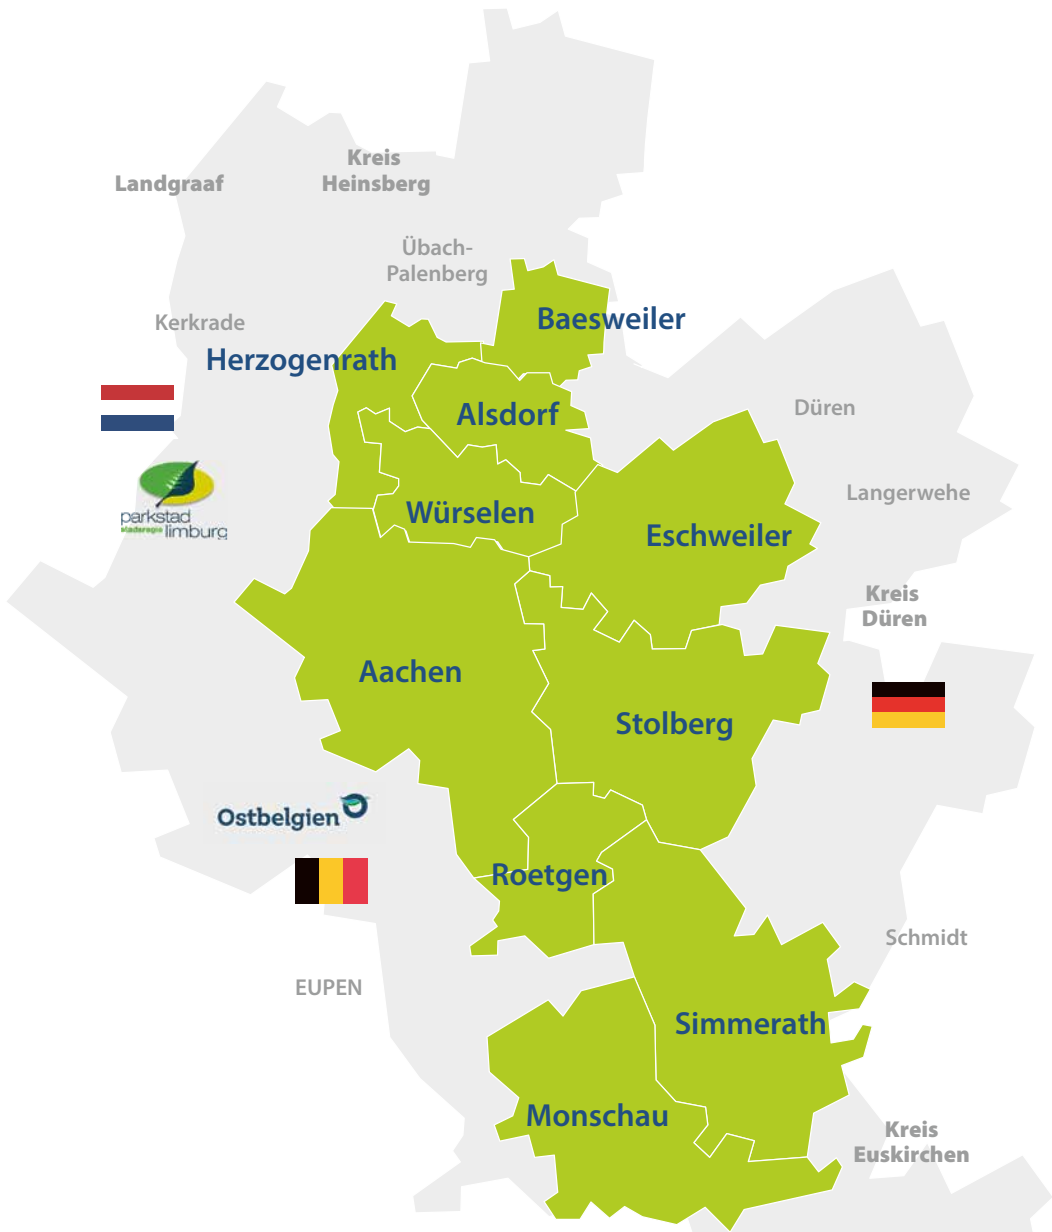 Kreis
Heinsberg
Landgraaf
Übach-
Palenberg
Baesweiler
Kerkrade
Herzogenrath
Alsdorf
Düren
Langerwehe
Würselen
parkstad
stadsregio limburg
Eschweiler
Kreis
Düren
Aachen
Stolberg
Ostbelgien
Roetgen
Schmidt
EUPEN
Simmerath
Monschau
Kreis
Euskirchen